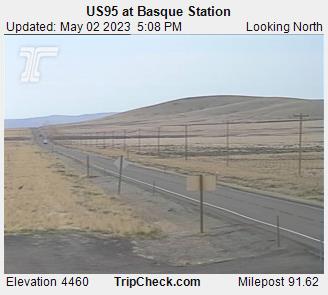 US95 at Basque Station
Updated: May 02 2023 5:08 PM Looking North
Elevation 4460 TripCheck.com Milepost 91.62